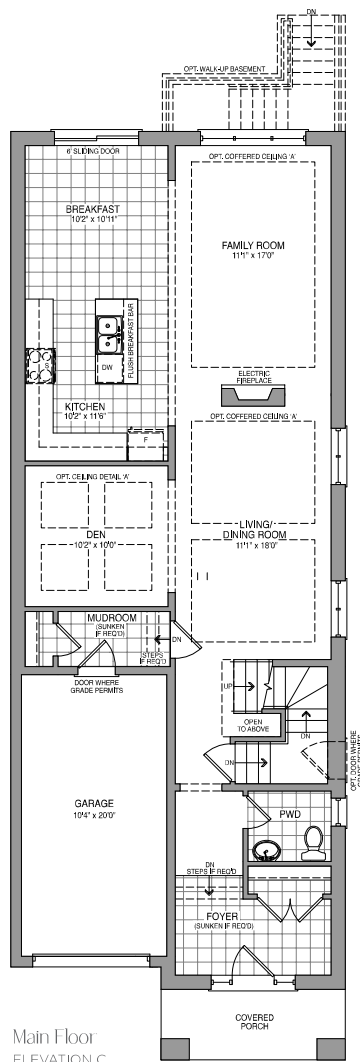 DN
OPT. WALK-UP BASEMENT
6' SLIDING DOOR
OPT. COFFERED CEILING 'A'
BREAKFAST
10'2" x 10'11"
FAMILY ROOM
11'1" x 17'0"
FLUSH BREAKFAST BAR
DW
ELECTRIC
FIREPLACE
KITCHEN
10'2" x 11'6"
F
OPT. COFFERED CEILING 'A'
OPT. CEILING DETAIL 'A'
DEN
10'2" x 10'0"
LIVING/
DINING ROOM
11'1" x 18'0"
MUDROOM
(SUNKEN
IF REQ'D)
DN
STEPS
IF REQ'D
DOOR WHERE
GRADE PERMITS
UP
OPEN
TO ABOVE
DN
DN
OPT. DOOR WHERE
GRADE PERMITS
GARAGE
10'4" x 20'0"
PWD
DN
STEPS IF REQ'D
FOYER
(SUNKEN IF REQ'D)
COVERED
PORCH
Main Floor
ELEVATION C